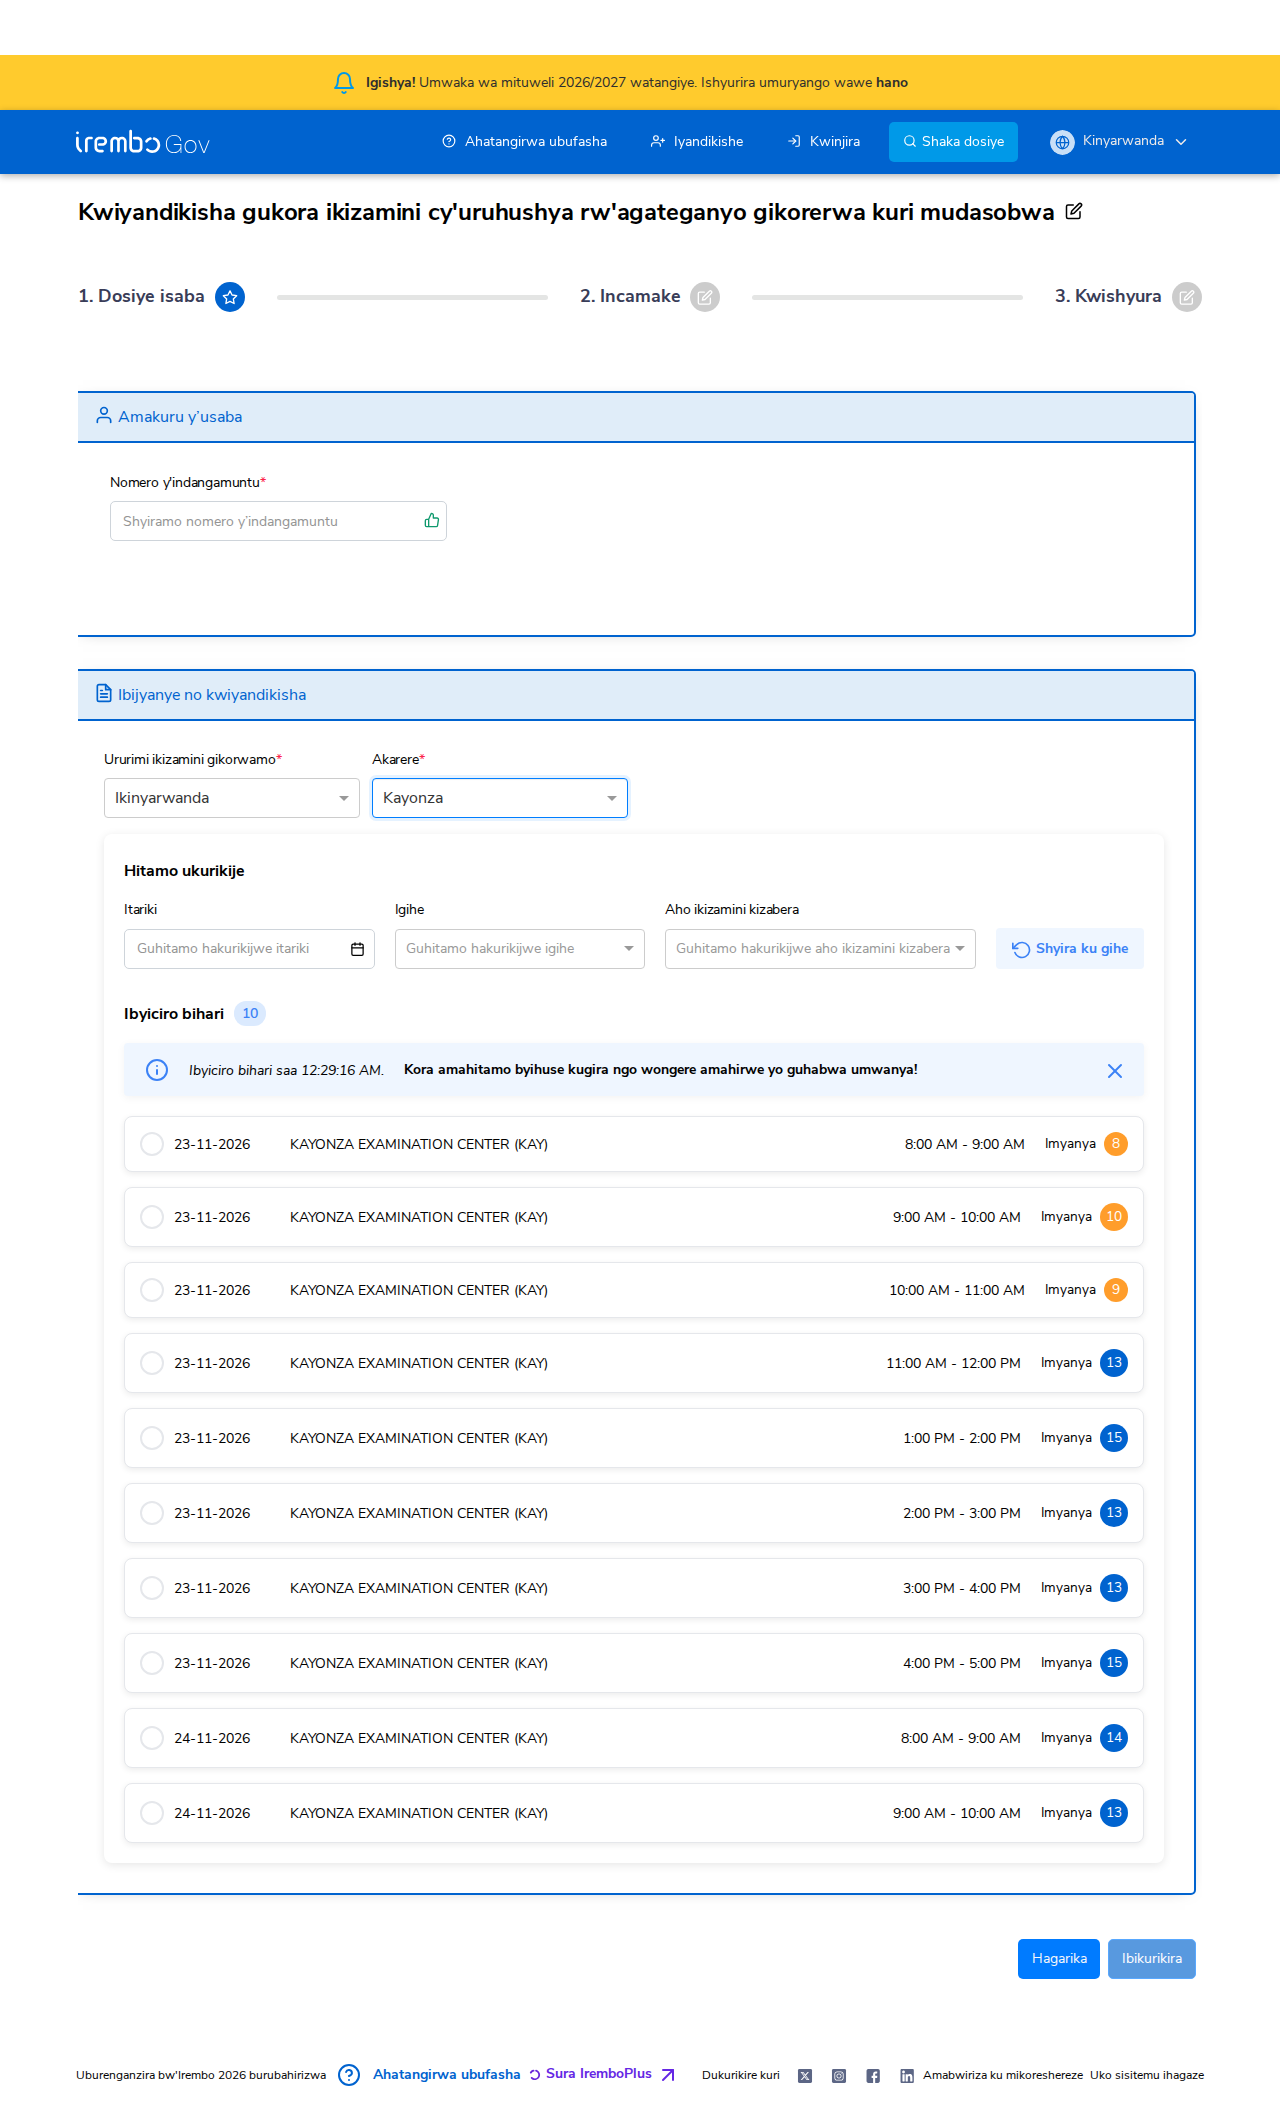 Igishya! Umwaka wa mituweli 2026/2027 watangiye. Ishyurira umuryango wawe hano
irembo Gov Ahatangirwa ubufasha Iyandikishe Kwinjira Shaka dosiye Kinyarwanda
Kwiyandikisha gukora ikizamini cy'uruhushya rw'agateganyo gikorerwa kuri mudasobwa
1. Dosiye isaba 2. Incamake 3. Kwishyura
Amakuru y’usaba
Nomero y'indangamuntu*
Shyiramo nomero y’indangamuntu
Ibijyanye no kwiyandikisha
Ururimi ikizamini gikorwamo* Akarere*
Ikinyarwanda Kayonza
Hitamo ukurikije
Itariki Igihe Aho ikizamini kizabera
Guhitamo hakurikijwe itariki Guhitamo hakurikijwe igihe Guhitamo hakurikijwe aho ikizamini kizabera Shyira ku gihe
Ibyiciro bihari 10
Ibyiciro bihari saa 12:29:16 AM. Kora amahitamo byihuse kugira ngo wongere amahirwe yo guhabwa umwanya!
23-11-2026 KAYONZA EXAMINATION CENTER (KAY) 8:00 AM - 9:00 AM Imyanya 8
23-11-2026 KAYONZA EXAMINATION CENTER (KAY) 9:00 AM - 10:00 AM Imyanya 10
23-11-2026 KAYONZA EXAMINATION CENTER (KAY) 10:00 AM - 11:00 AM Imyanya 9
23-11-2026 KAYONZA EXAMINATION CENTER (KAY) 11:00 AM - 12:00 PM Imyanya 13
23-11-2026 KAYONZA EXAMINATION CENTER (KAY) 1:00 PM - 2:00 PM Imyanya 15
23-11-2026 KAYONZA EXAMINATION CENTER (KAY) 2:00 PM - 3:00 PM Imyanya 13
23-11-2026 KAYONZA EXAMINATION CENTER (KAY) 3:00 PM - 4:00 PM Imyanya 13
23-11-2026 KAYONZA EXAMINATION CENTER (KAY) 4:00 PM - 5:00 PM Imyanya 15
24-11-2026 KAYONZA EXAMINATION CENTER (KAY) 8:00 AM - 9:00 AM Imyanya 14
24-11-2026 KAYONZA EXAMINATION CENTER (KAY) 9:00 AM - 10:00 AM Imyanya 13
Hagarika Ibikurikira
Uburenganzira bw'Irembo 2026 burubahirizwa Ahatangirwa ubufasha Sura IremboPlus Dukurikire kuri Amabwiriza ku mikoreshereze Uko sisitemu ihagaze